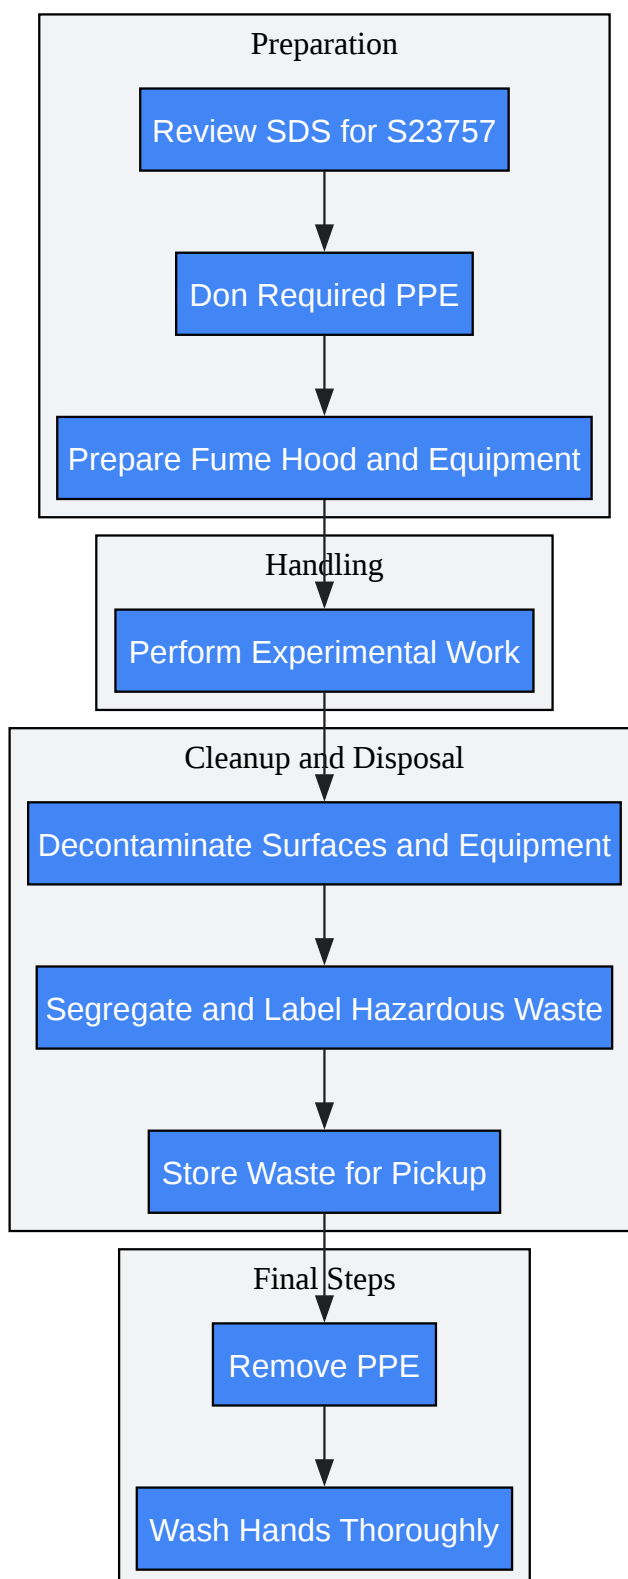 Preparation
Review SDS for S23757
Don Required PPE
Prepare Fume Hood and Equipment
Handling
Perform Experimental Work
Cleanup and Disposal
Decontaminate Surfaces and Equipment
Segregate and Label Hazardous Waste
Store Waste for Pickup
Final Steps
Remove PPE
Wash Hands Thoroughly